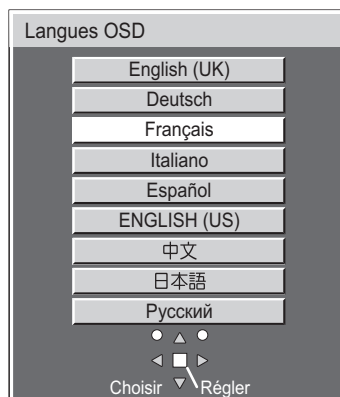 Langues OSD
English (UK)
Deutsch
Français
Italiano
Español
ENGLISH (US)
中文
日本語
Русский
Choisir Régler